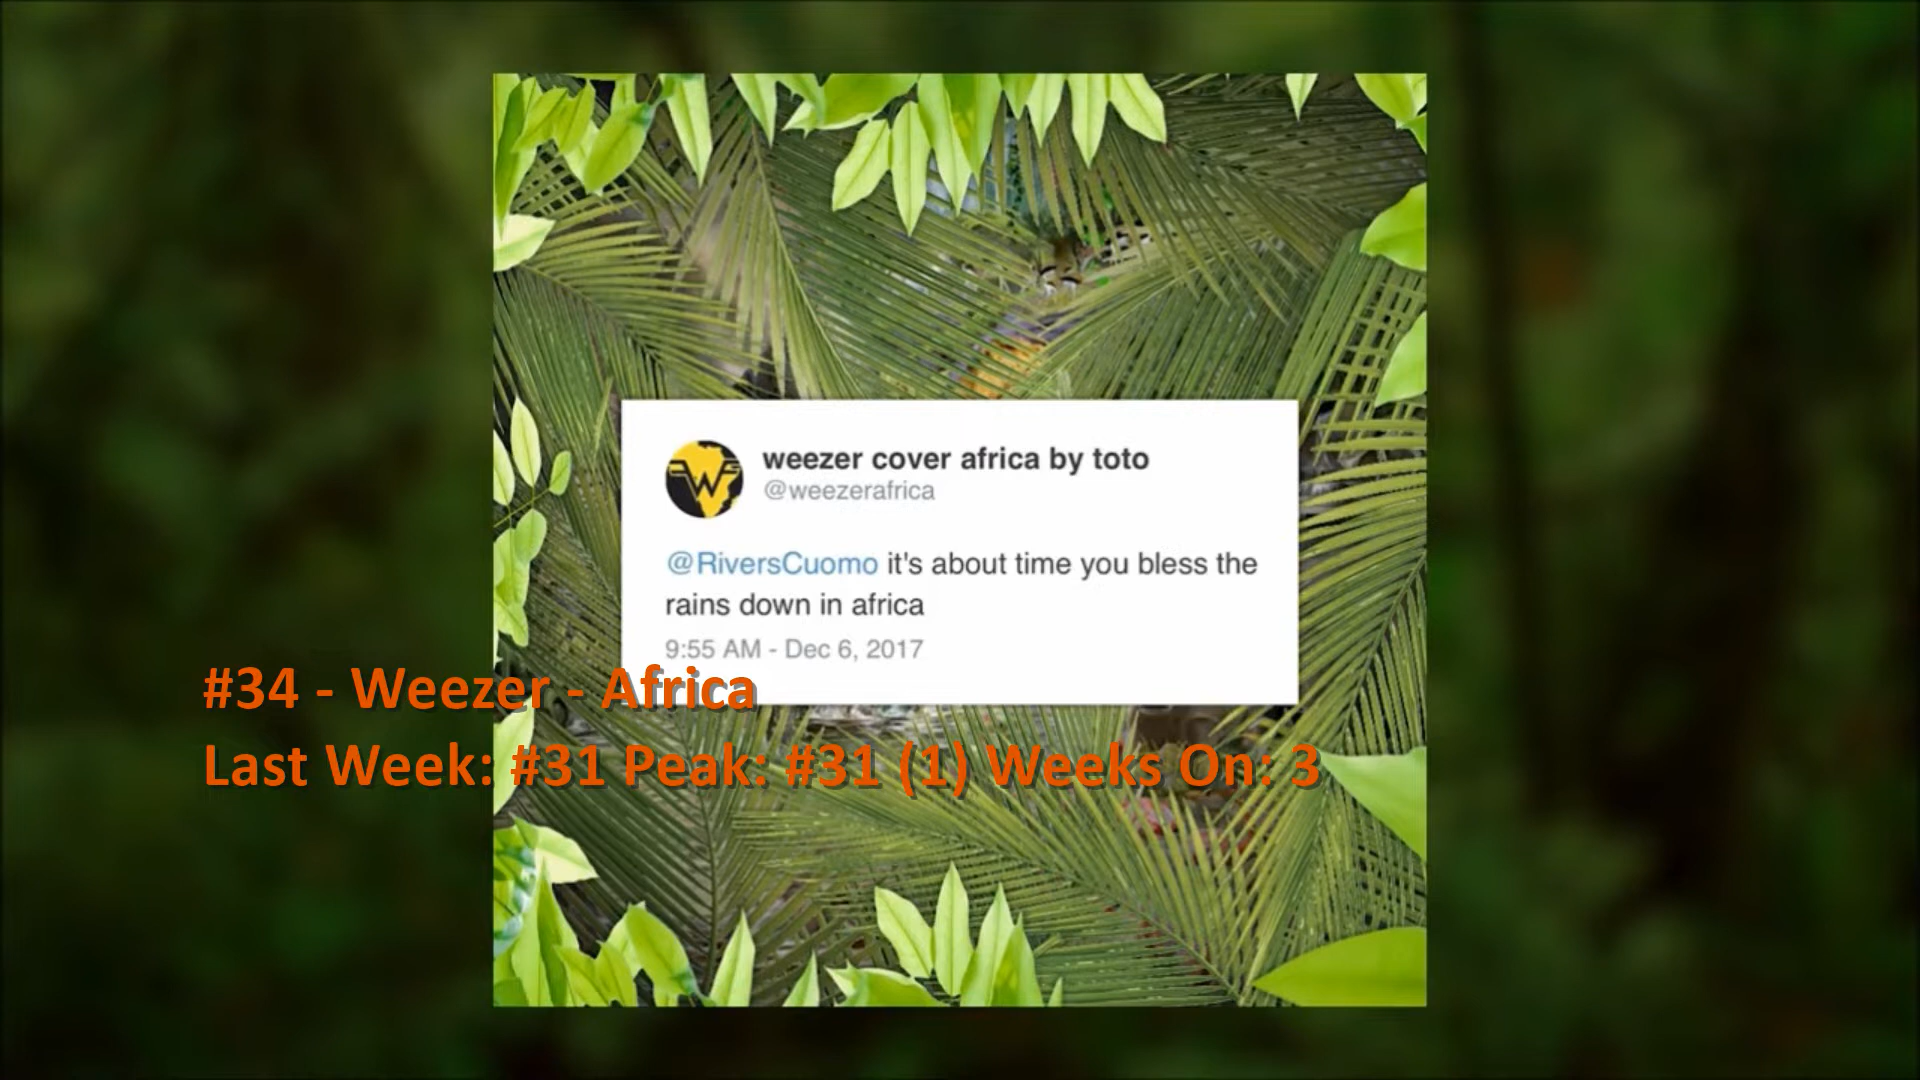 weezer cover africa by toto
@weezerafrica
@RiversCuomo it's about time you bless the
rains down in africa
9:55 AM - Dec 6, 2017
#34 - Weezer - Africa
Last Week: #31 Peak: #31 (1) Weeks On: 3